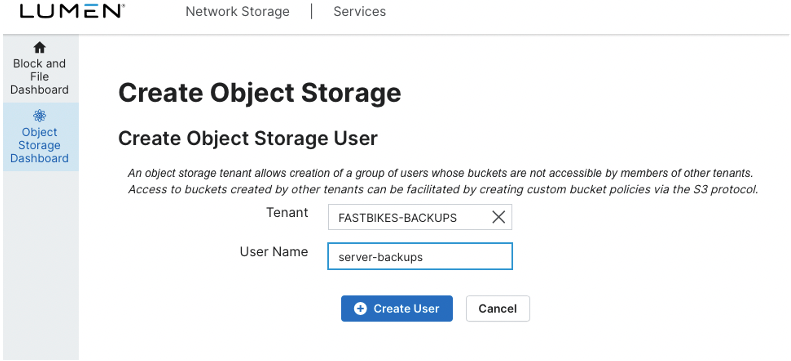 LUMEN®
Network Storage | Services
Block and
File
Dashboard
Object
Storage
Dashboard
Create Object Storage
Create Object Storage User
An object storage tenant allows creation of a group of users whose buckets are not accessible by members of other tenants.
Access to buckets created by other tenants can be facilitated by creating custom bucket policies via the S3 protocol.
Tenant FASTBIKES-BACKUPS
User Name server-backups
Create User Cancel